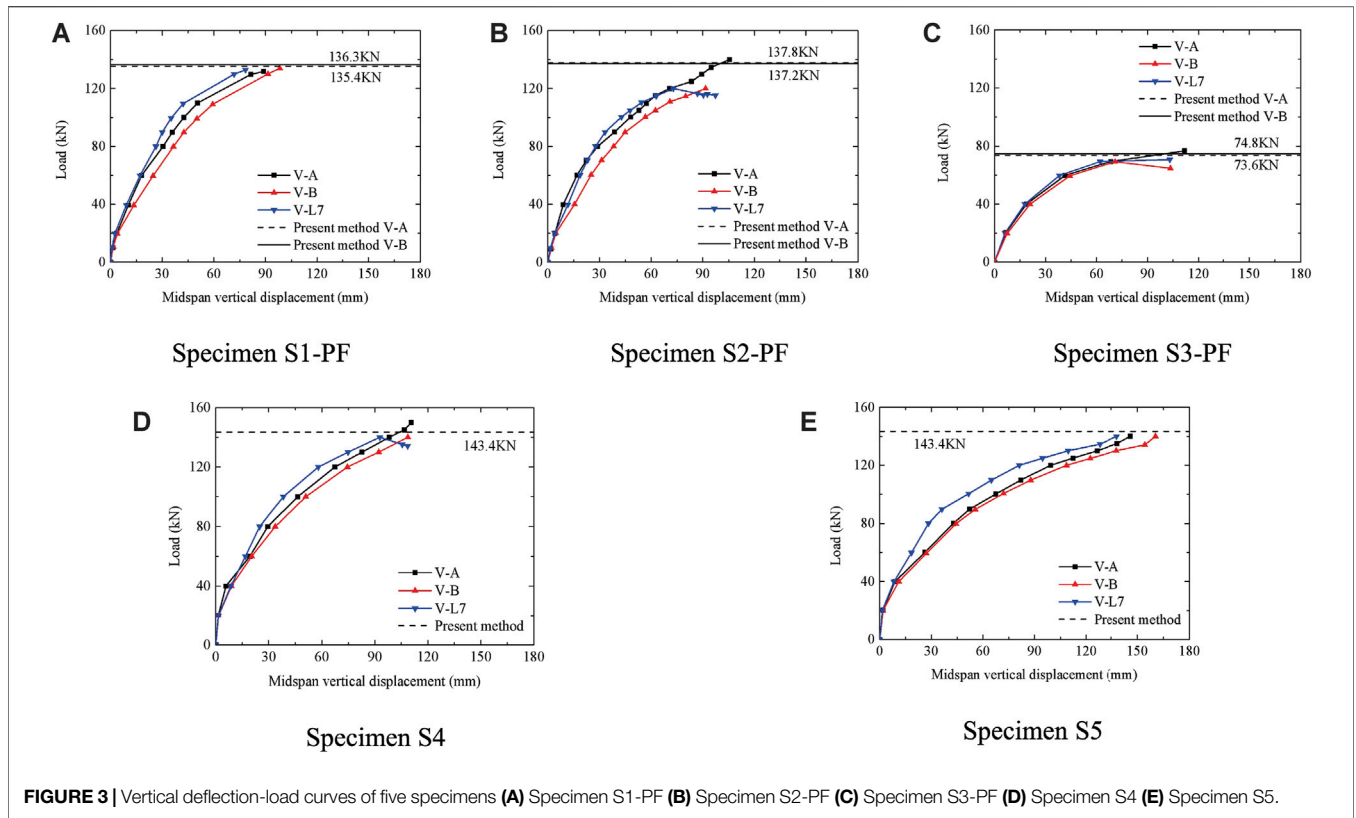 A
160
120
80
40
0
Load (kN)
136.3KN
135.4KN
V-A
V-B
V-L7
Present method V-A
Present method V-B
0 30 60 90 120 150 180
Midspan vertical displacement (mm)
Specimen S1-PF
B
160
120
80
40
0
Load (kN)
137.8KN
137.2KN
V-A
V-B
V-L7
Present method V-A
Present method V-B
0 30 60 90 120 150 180
Midspan vertical displacement (mm)
Specimen S2-PF
C
160
120
80
40
0
Load (kN)
V-A
V-B
V-L7
Present method V-A
Present method V-B
74.8KN
73.6KN
0 30 60 90 120 150 180
Midspan vertical displacement (mm)
Specimen S3-PF
D
160
120
80
40
0
Load (kN)
143.4KN
V-A
V-B
V-L7
Present method
0 30 60 90 120 150 180
Midspan vertical displacement (mm)
Specimen S4
E
160
120
80
40
0
Load (kN)
143.4KN
V-A
V-B
V-L7
Present method
0 30 60 90 120 150 180
Midspan vertical displacement (mm)
Specimen S5
FIGURE 3 | Vertical deflection-load curves of five specimens (A) Specimen S1-PF (B) Specimen S2-PF (C) Specimen S3-PF (D) Specimen S4 (E) Specimen S5.